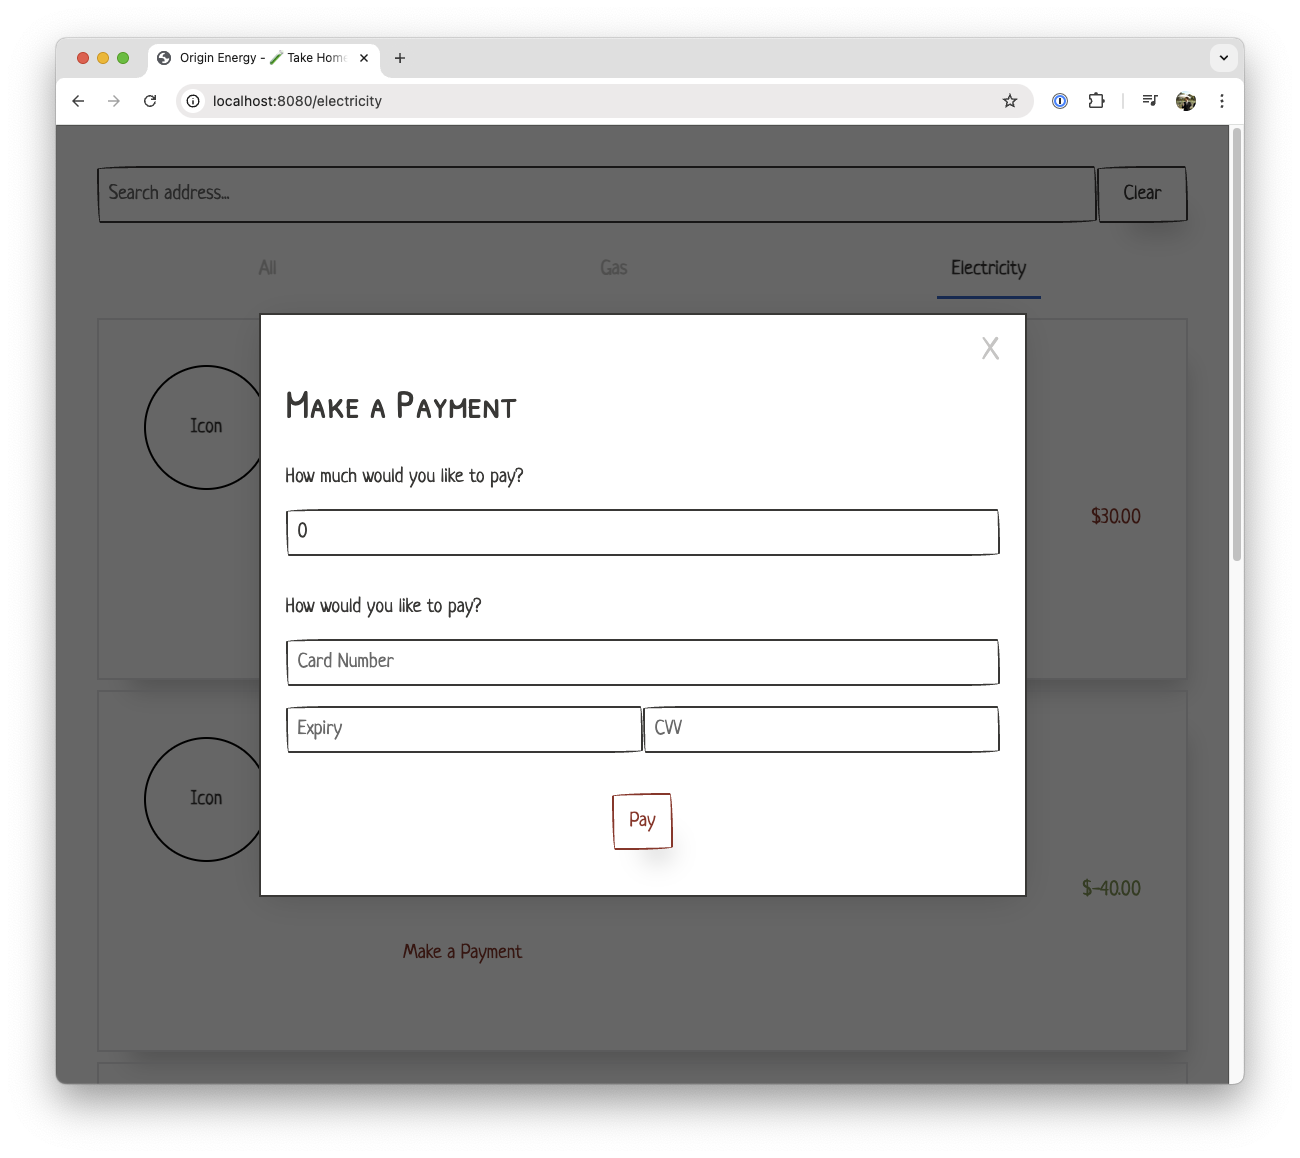 Origin Energy - Take Home
localhost:8080/electricity
Search address...
Clear
All
Gas
Electricity
Icon
$30.00
X
Make a Payment
How much would you like to pay?
0
How would you like to pay?
Card Number
Expiry
CVV
Pay
Icon
$-40.00
Make a Payment